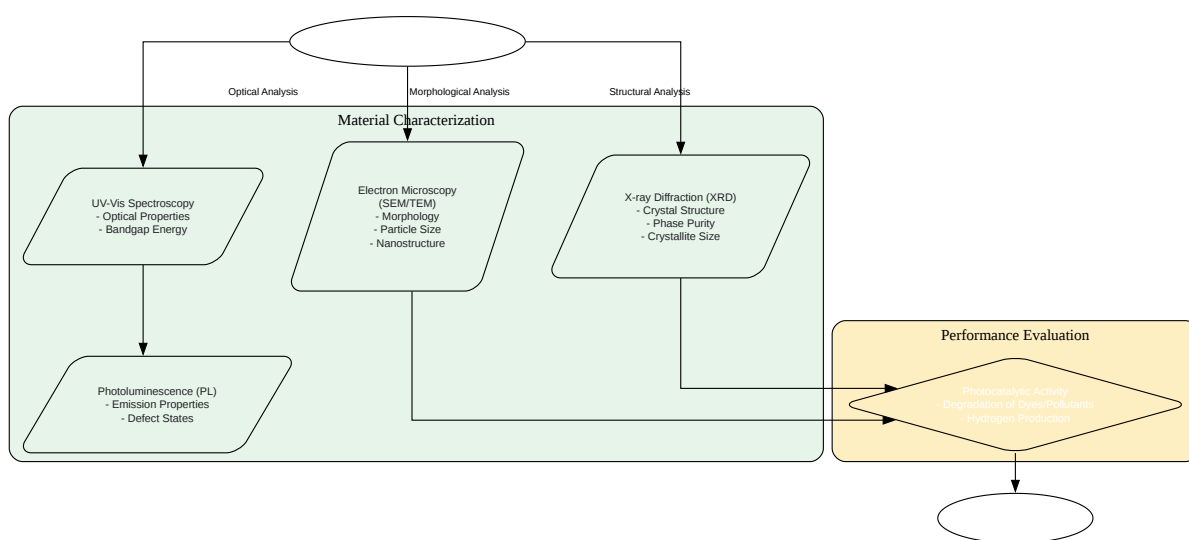 Optical Analysis
Morphological Analysis
Structural Analysis
Material Characterization
UV-Vis Spectroscopy
- Optical Properties
- Bandgap Energy
Electron Microscopy
(SEM/TEM)
- Morphology
- Particle Size
- Nanostructure
X-ray Diffraction (XRD)
- Crystal Structure
- Phase Purity
- Crystallite Size
Photoluminescence (PL)
- Emission Properties
- Defect States
Performance Evaluation
Photocatalytic Activity
- Degradation of Dyes/Pollutants
- Hydrogen Production